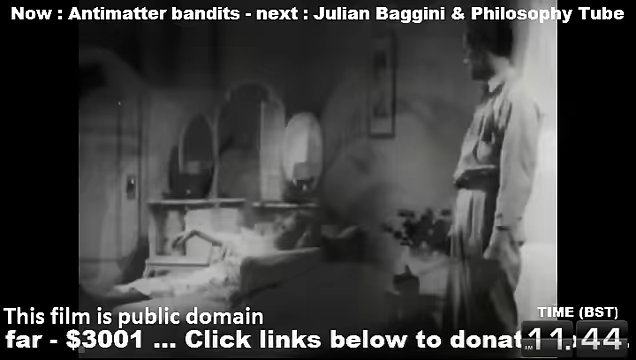 Now : Antimatter bandits - next : Julian Baggini & Philosophy Tube
This film is public domain
TIME (BST)
far - $3001 ... Click links below to donat
AM 11:44